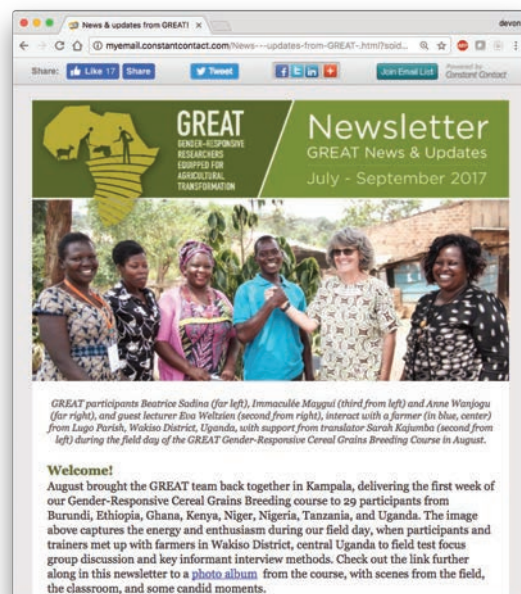 News & updates from GREAT!
devon
myemail.constantcontact.com/News---updates-from-GREAT-.html?soid...
Share:
Like 17
Share
Tweet
Join Email List
Powered by
Constant Contact
GREAT
GENDER-RESPONSIVE
RESEARCHERS
EQUIPPED FOR
AGRICULTURAL
TRANSFORMATION
Newsletter
GREAT News & Updates
July - September 2017
GREAT participants Beatrice Sadina (far left), Immaculée Maygui (third from left) and Anne Wanjogu
(far right), and guest lecturer Eva Weltzien (second from right), interact with a farmer (in blue, center)
from Lugo Parish, Wakiso District, Uganda, with support from translator Sarah Kajumba (second from
left) during the field day of the GREAT Gender-Responsive Cereal Grains Breeding Course in August.
Welcome!
August brought the GREAT team back together in Kampala, delivering the first week of
our Gender-Responsive Cereal Grains Breeding course to 29 participants from
Burundi, Ethiopia, Ghana, Kenya, Niger, Nigeria, Tanzania, and Uganda. The image
above captures the energy and enthusiasm during our field day, when participants and
trainers met up with farmers in Wakiso District, central Uganda to field test focus
group discussion and key informant interview methods. Check out the link further
along in this newsletter to a photo album from the course, with scenes from the field,
the classroom, and some candid moments.